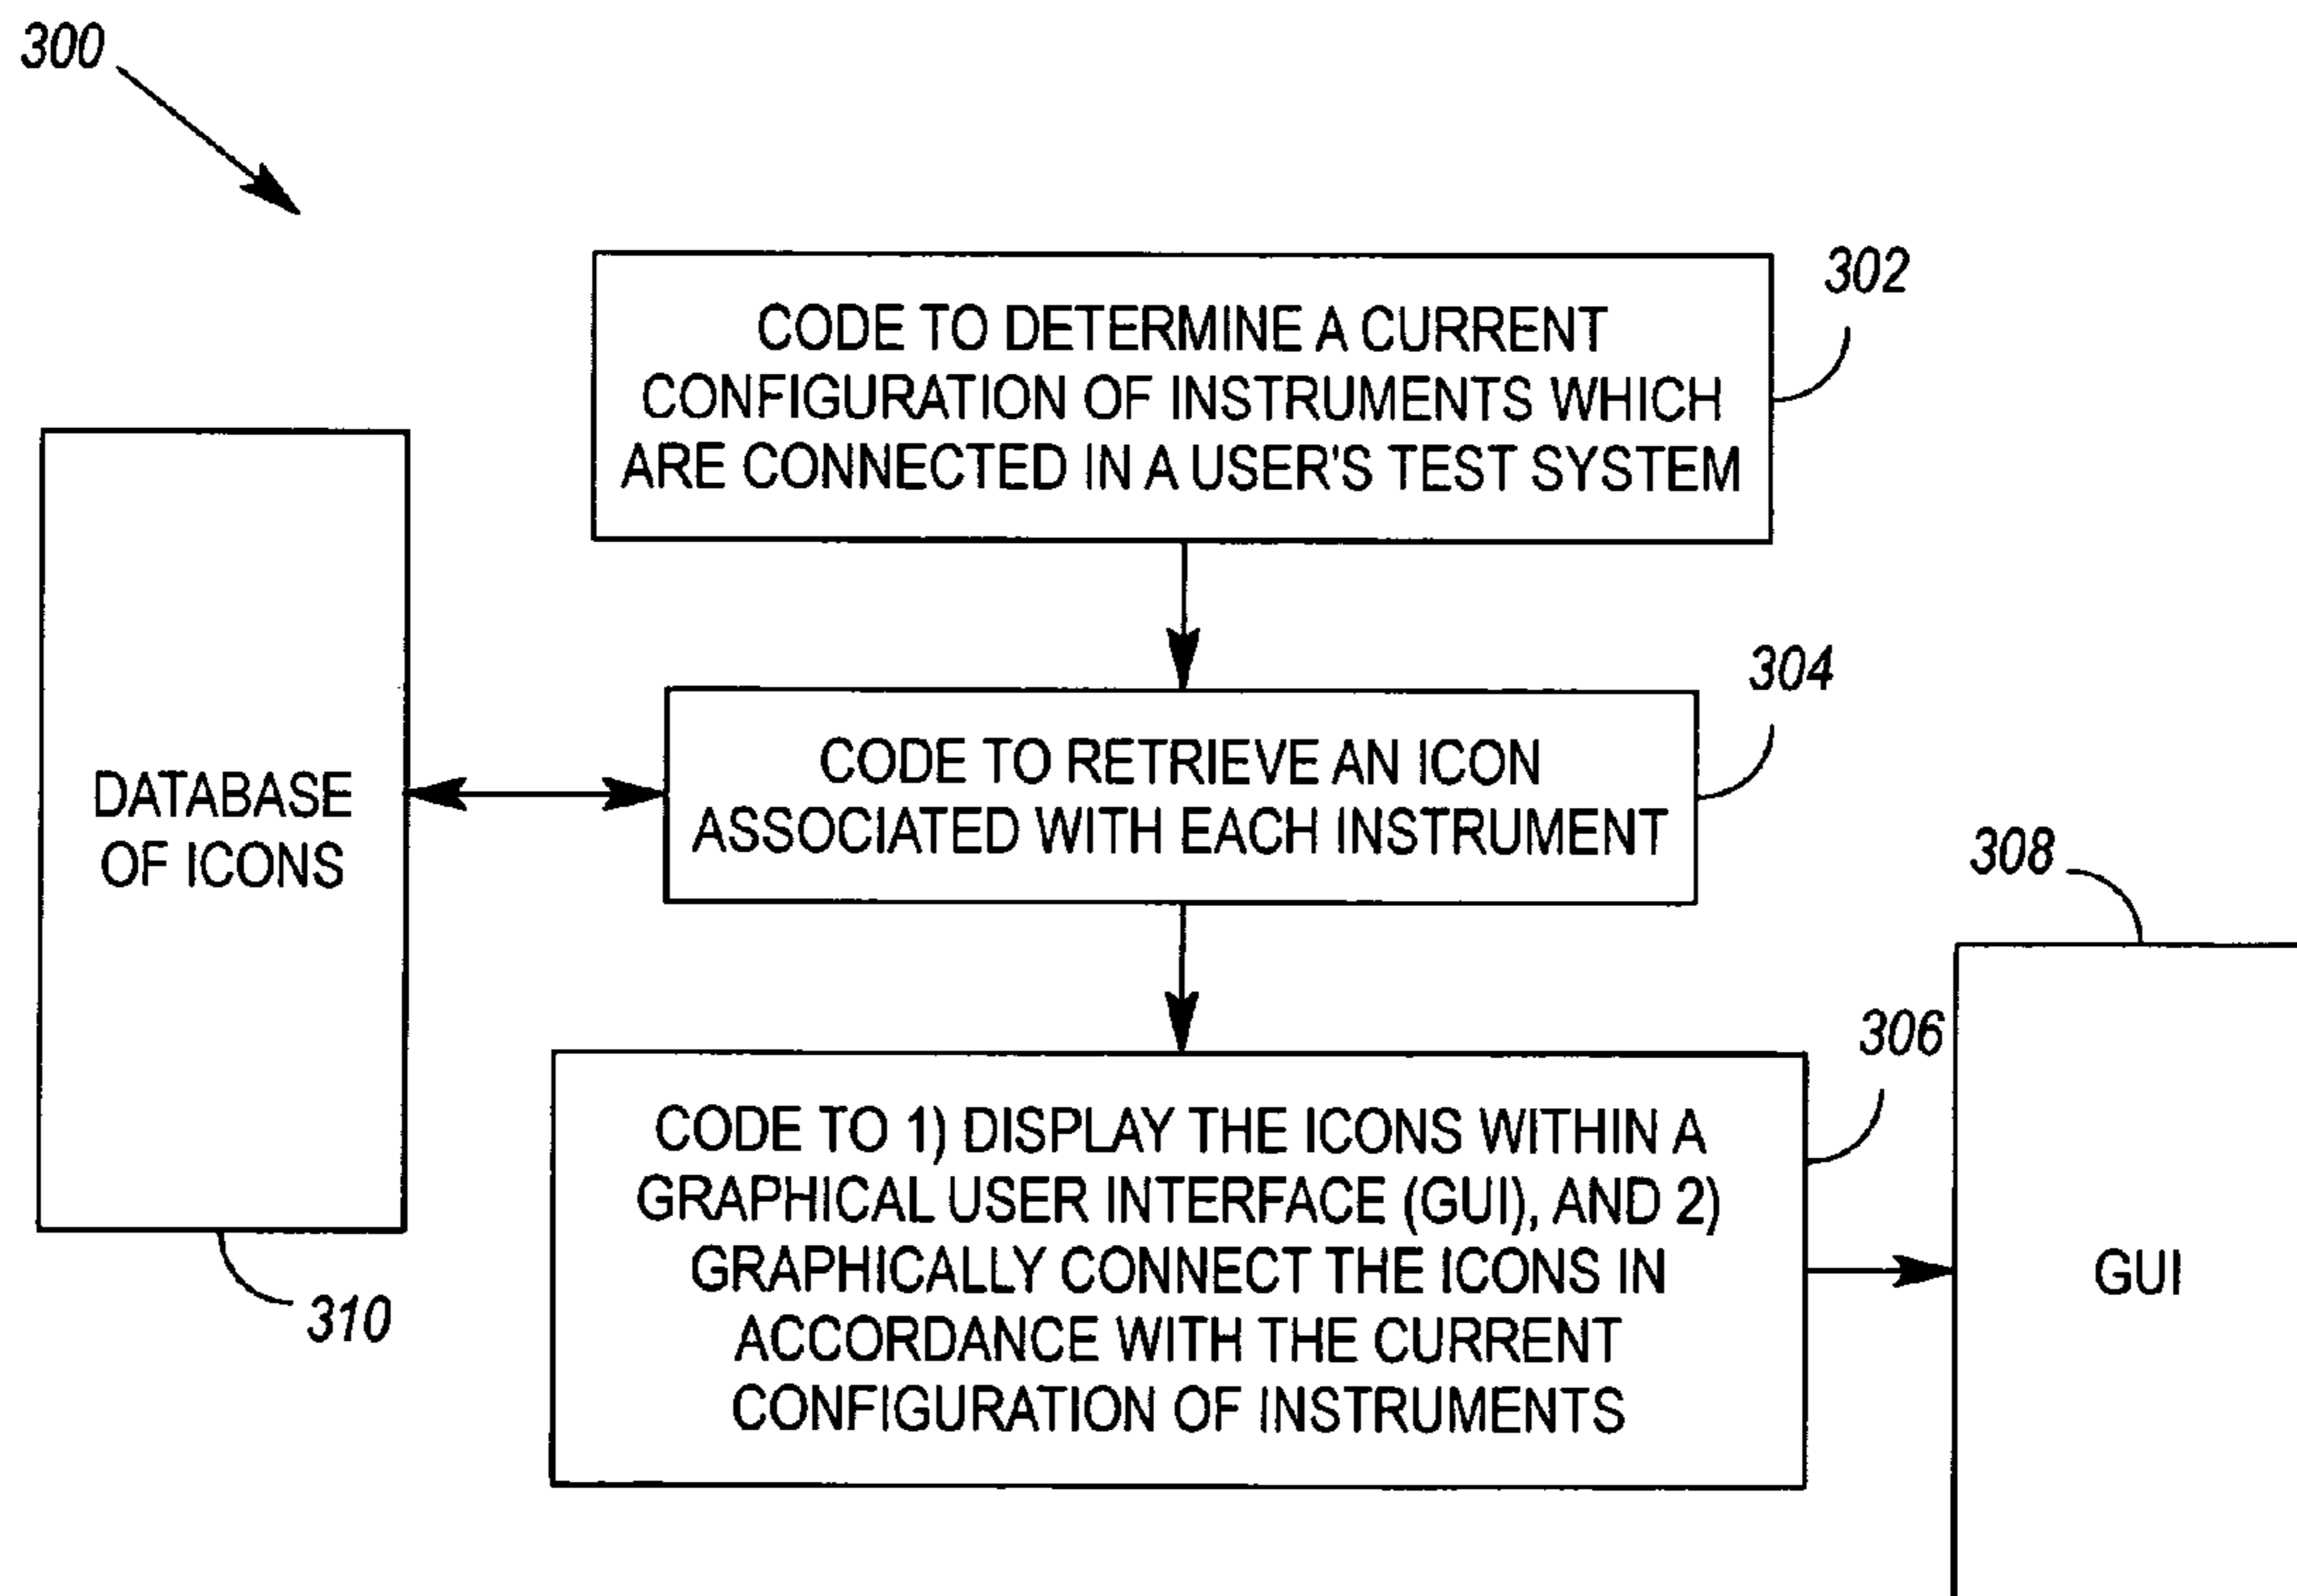 300
302
CODE TO DETERMINE A CURRENT
CONFIGURATION OF INSTRUMENTS WHICH
ARE CONNECTED IN A USER'S TEST SYSTEM
304
CODE TO RETRIEVE AN ICON
ASSOCIATED WITH EACH INSTRUMENT
DATABASE
OF ICONS
310
308
306
CODE TO 1) DISPLAY THE ICONS WITHIN A
GRAPHICAL USER INTERFACE (GUI), AND 2)
GRAPHICALLY CONNECT THE ICONS IN
ACCORDANCE WITH THE CURRENT
CONFIGURATION OF INSTRUMENTS
GUI